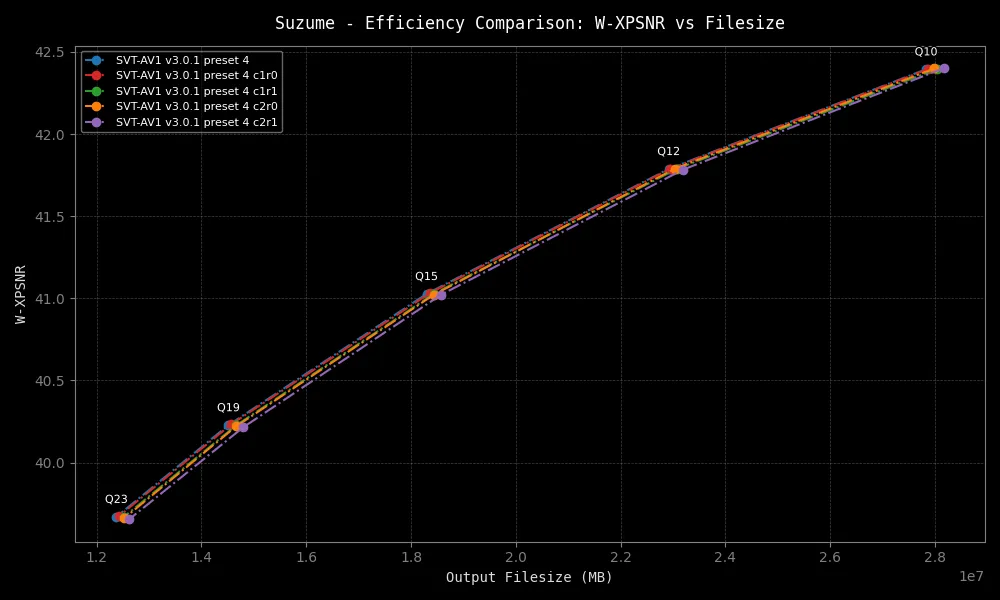 Suzume - Efficiency Comparison: W-XPSNR vs Filesize
SVT-AV1 v3.0.1 preset 4
SVT-AV1 v3.0.1 preset 4 c1r0
SVT-AV1 v3.0.1 preset 4 c1r1
SVT-AV1 v3.0.1 preset 4 c2r0
SVT-AV1 v3.0.1 preset 4 c2r1
Q10
Q12
Q15
Q19
Q23
W-XPSNR
42.5
42.0
41.5
41.0
40.5
40.0
1.2 1.4 1.6 1.8 2.0 2.2 2.4 2.6 2.8
1e7
Output Filesize (MB)